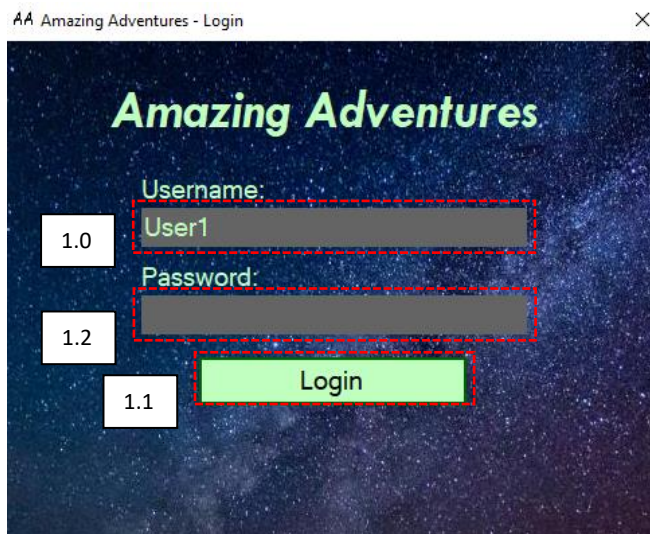 AA Amazing Adventures - Login
Amazing Adventures
Username:
1.0
User1
Password:
1.2
1.1
Login